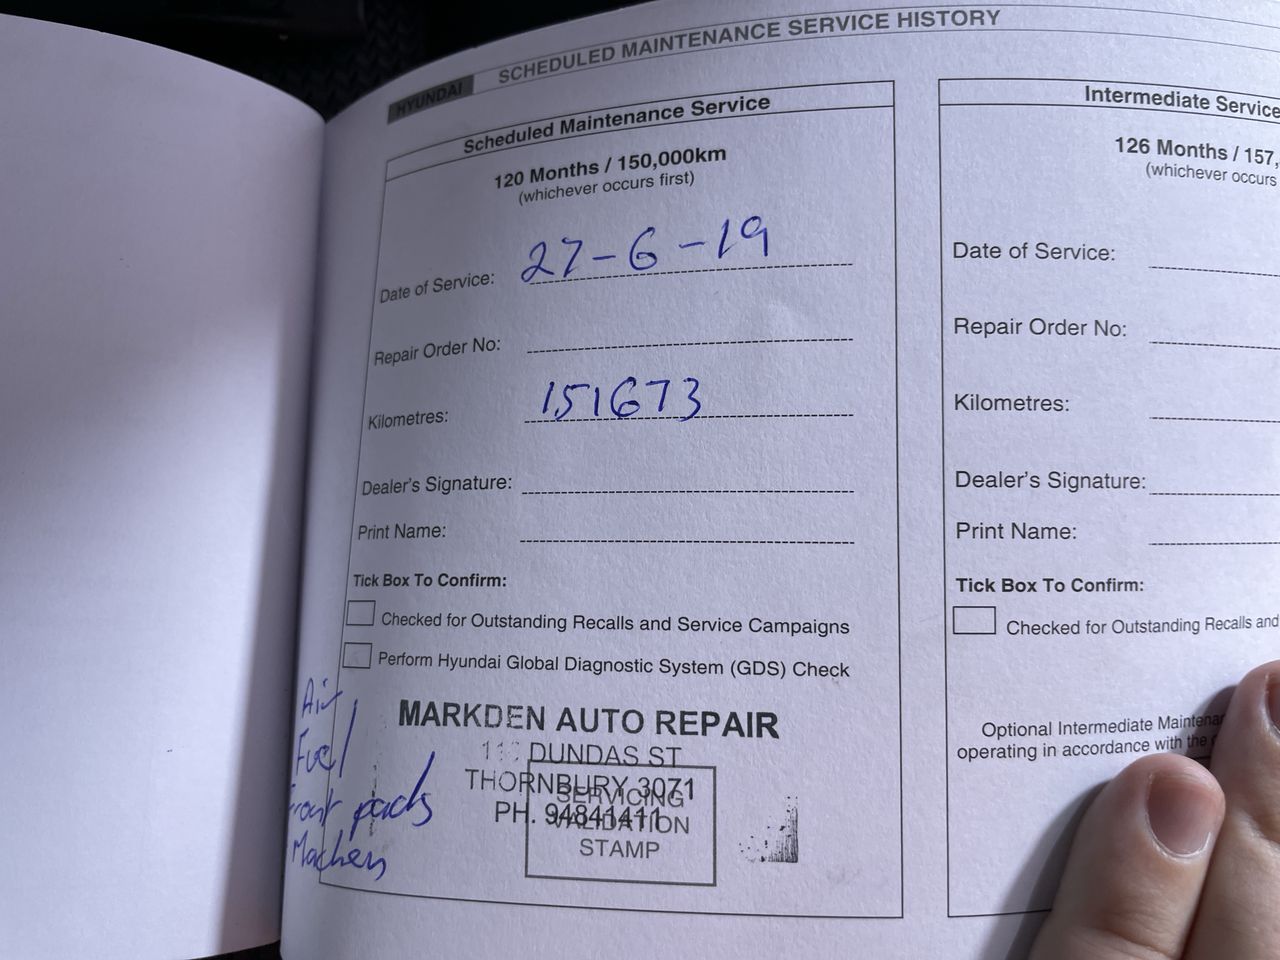 HYUNDAI SCHEDULED MAINTENANCE SERVICE HISTORY
Scheduled Maintenance Service
120 Months / 150,000km
(whichever occurs first)
Date of Service: 27-6-19
Repair Order No:
Kilometres: 151673
Dealer's Signature:
Print Name:
Tick Box To Confirm:
Checked for Outstanding Recalls and Service Campaigns
Perform Hyundai Global Diagnostic System (GDS) Check
Air
Fuel
Front pads
MARKDEN AUTO REPAIR
DUNDAS ST
THORNBURY 3071
PH. 94841411
SERVICING
VALIDATION
STAMP
Intermediate Service
126 Months / 157,
(whichever occurs
Date of Service:
Repair Order No:
Kilometres:
Dealer's Signature:
Print Name:
Tick Box To Confirm:
Checked for Outstanding Recalls and
Optional Intermediate
operating in accordance with the